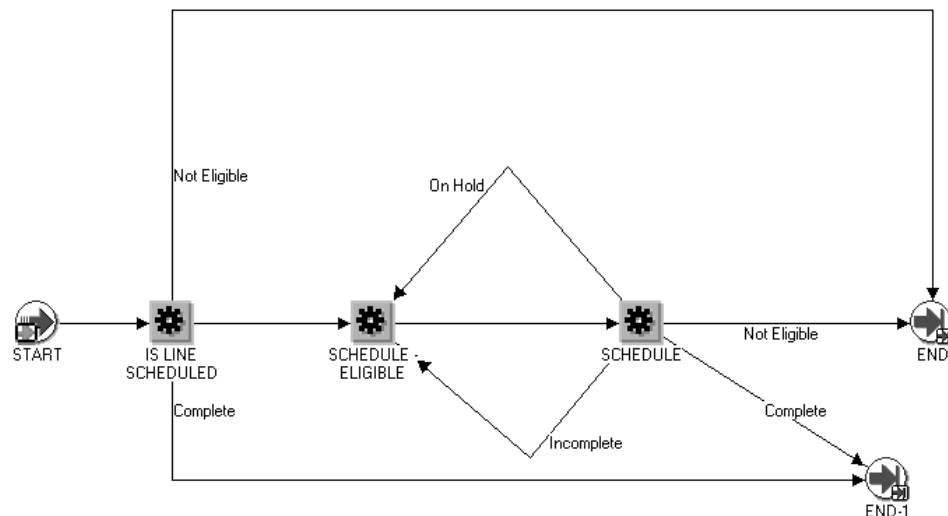 Not Eligible
On Hold
START
IS LINE
SCHEDULED
SCHEDULE -
ELIGIBLE
SCHEDULE
Not Eligible
END
Complete
Incomplete
Complete
END-1